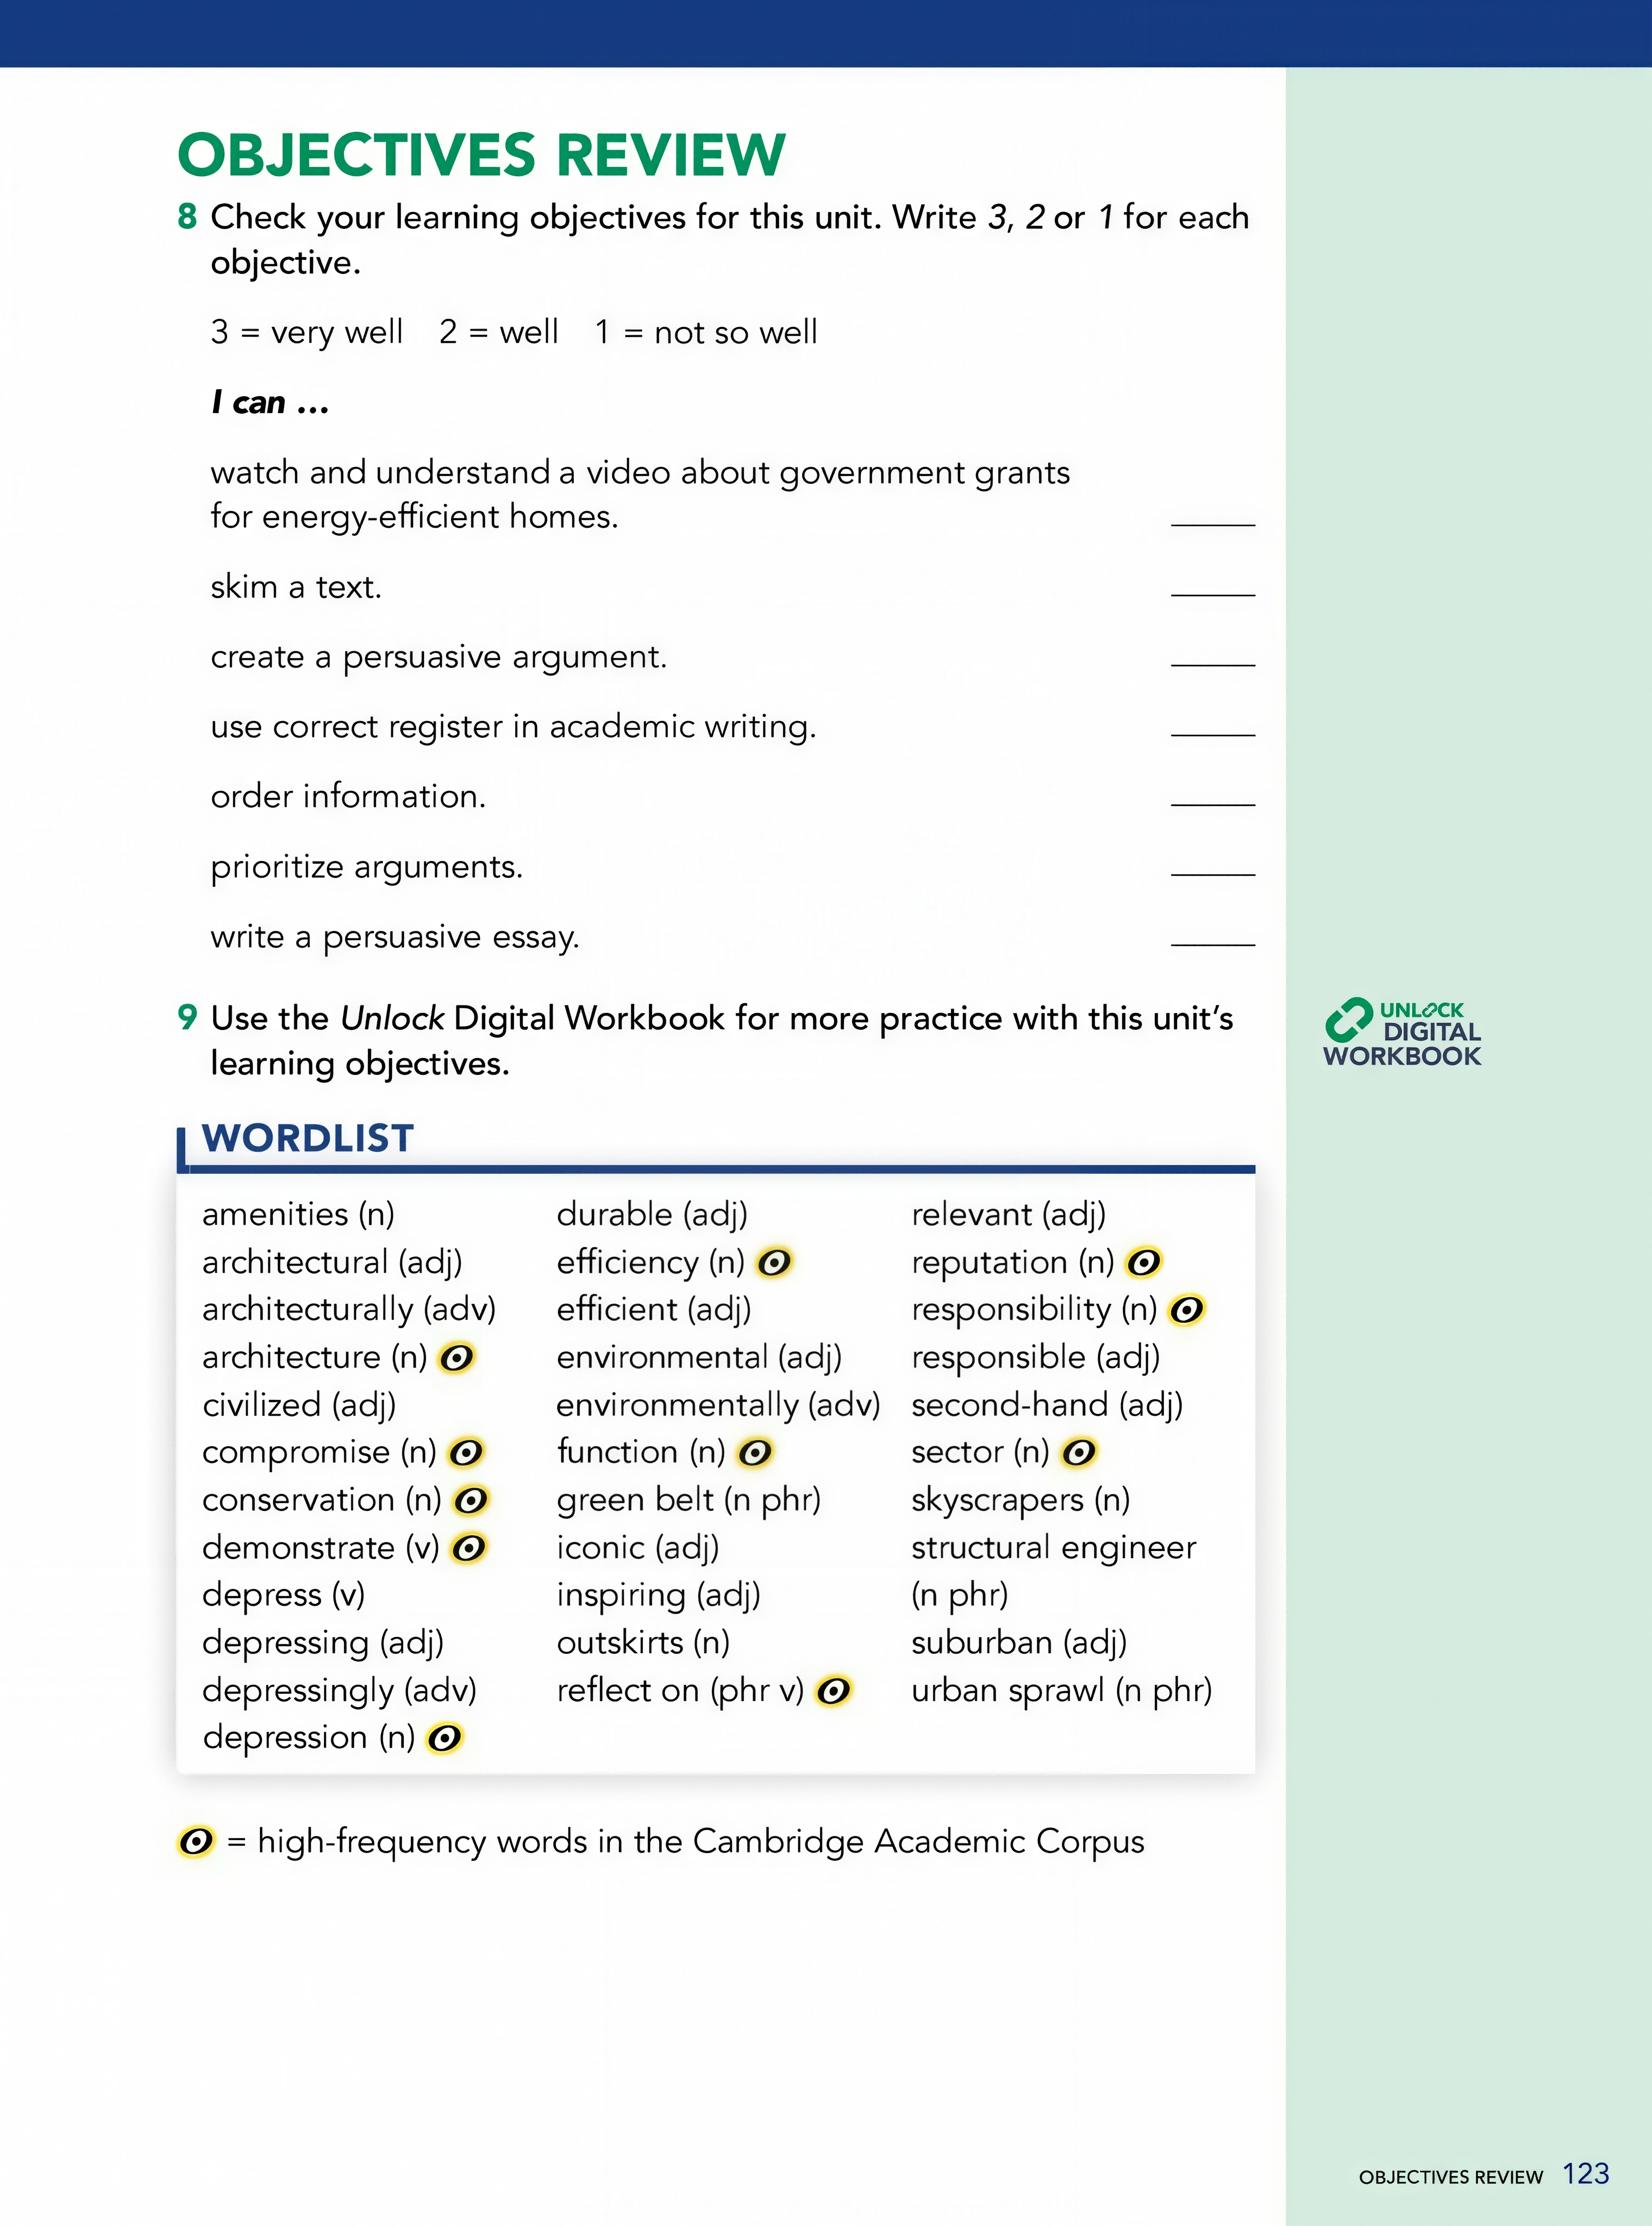 OBJECTIVES REVIEW
8 Check your learning objectives for this unit. Write 3, 2 or 1 for each
objective.
3 = very well 2 = well 1 = not so well
I can ...
watch and understand a video about government grants
for energy-efficient homes.
skim a text.
create a persuasive argument.
use correct register in academic writing.
order information.
prioritize arguments.
write a persuasive essay.
9 Use the Unlock Digital Workbook for more practice with this unit's
learning objectives.
UNLOCK
DIGITAL
WORKBOOK
WORDLIST
amenities (n)
architectural (adj)
architecturally (adv)
architecture (n)
civilized (adj)
compromise (n)
conservation (n)
demonstrate (v)
depress (v)
depressing (adj)
depressingly (adv)
depression (n)
durable (adj)
efficiency (n)
efficient (adj)
environmental (adj)
environmentally (adv)
function (n)
green belt (n phr)
iconic (adj)
inspiring (adj)
outskirts (n)
reflect on (phr v)
relevant (adj)
reputation (n)
responsibility (n)
responsible (adj)
second-hand (adj)
sector (n)
skyscrapers (n)
structural engineer
(n phr)
suburban (adj)
urban sprawl (n phr)
= high-frequency words in the Cambridge Academic Corpus
OBJECTIVES REVIEW 123